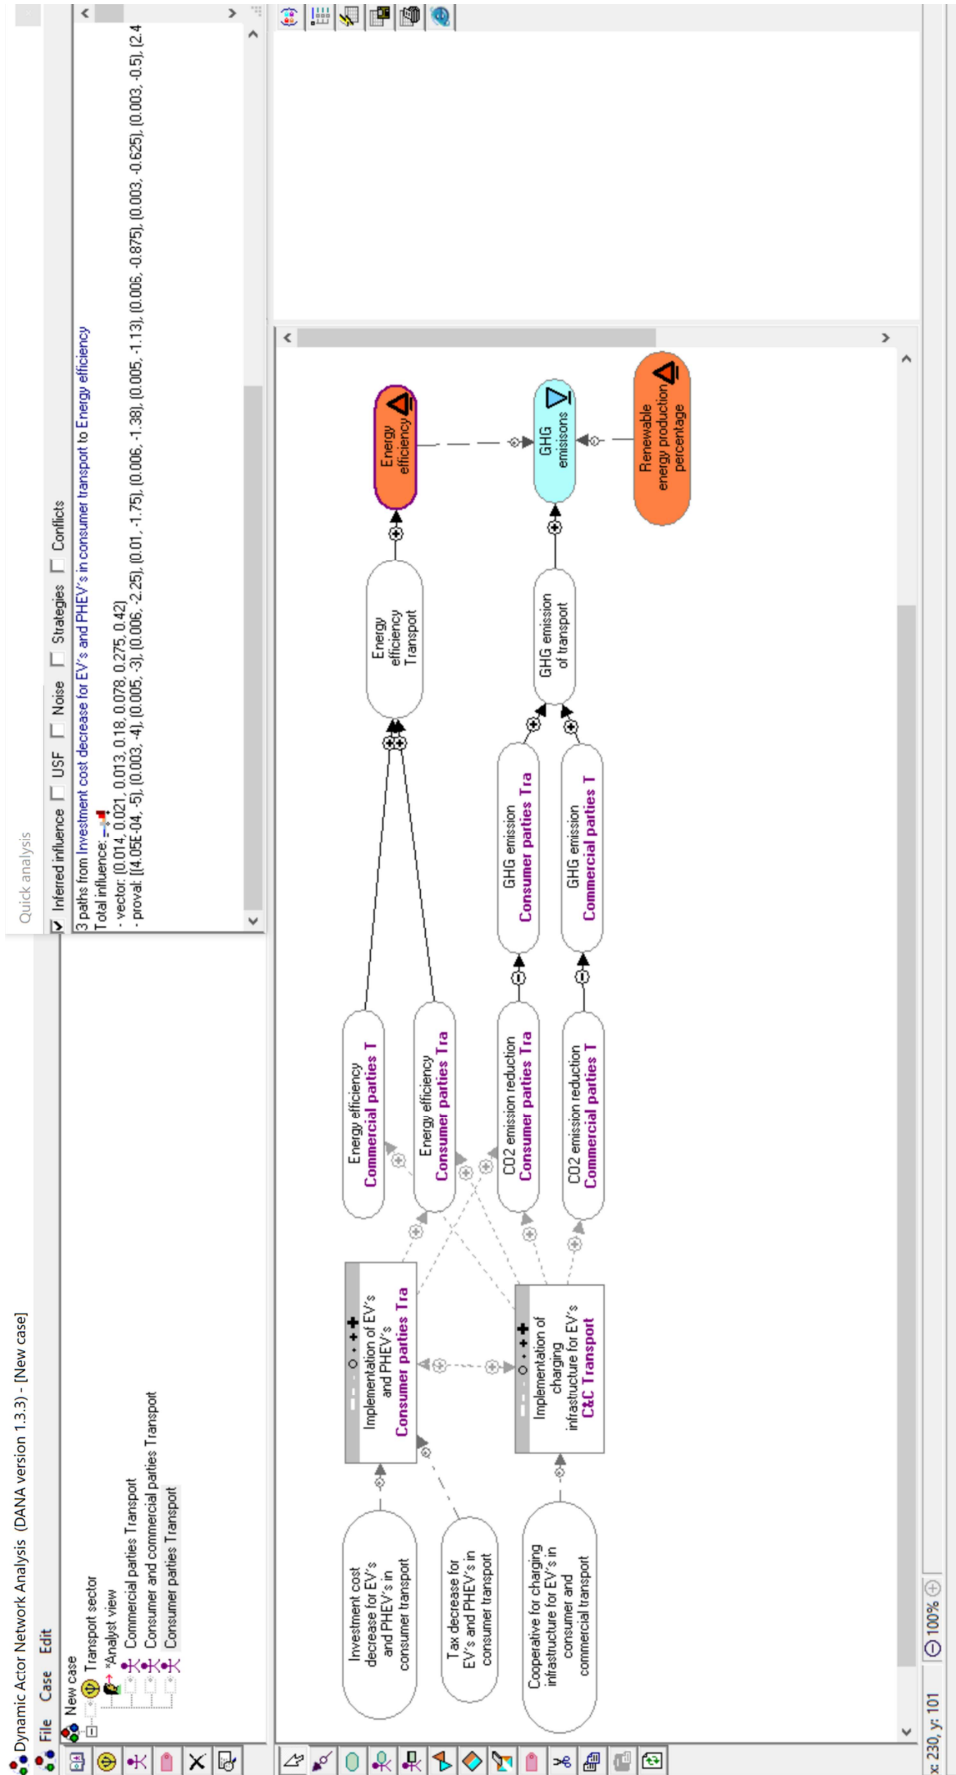 Dynamic Actor Network Analysis (DANA version 1.3.3) - [New case]
File Case Edit
New case
Transport sector
*Analyst view
Commercial parties Transport
Consumer and commercial parties Transport
Consumer parties Transport
Quick analysis
Inferred influence USF Noise Strategies Conflicts
3 paths from Investment cost decrease for EV's and PHEV's in consumer transport to Energy efficiency
Total influence:
- vector: (0.014, 0.021, 0.013, 0.18, 0.078, 0.275, 0.42)
- proval: [(4.05E-04, -5), (0.003, -4), (0.005, -3), (0.006, -2.25), (0.01, -1.75), (0.006, -1.38), (0.005, -1.13), (0.006, -0.875), (0.003, -0.625), (0.003, -0.5), (2.4
Investment cost
decrease for EV's
and PHEV's in
consumer transport
Tax decrease for
EV's and PHEV's in
consumer transport
Cooperative for charging
infrastructure for EV's in
consumer and
commercial transport
Implementation of EV's
and PHEV's
Consumer parties Tra
Implementation of
charging
infrastructure for EV's
C&C Transport
Energy efficiency
Commercial parties T
Energy efficiency
Consumer parties Tra
CO2 emission reduction
Consumer parties Tra
CO2 emission reduction
Commercial parties T
GHG emission
Consumer parties Tra
GHG emission
Commercial parties T
Energy
efficiency
Transport
GHG emission
of transport
Energy
efficiency
GHG
emisisons
Renewable
energy production
percentage
x: 230, y: 101
100%